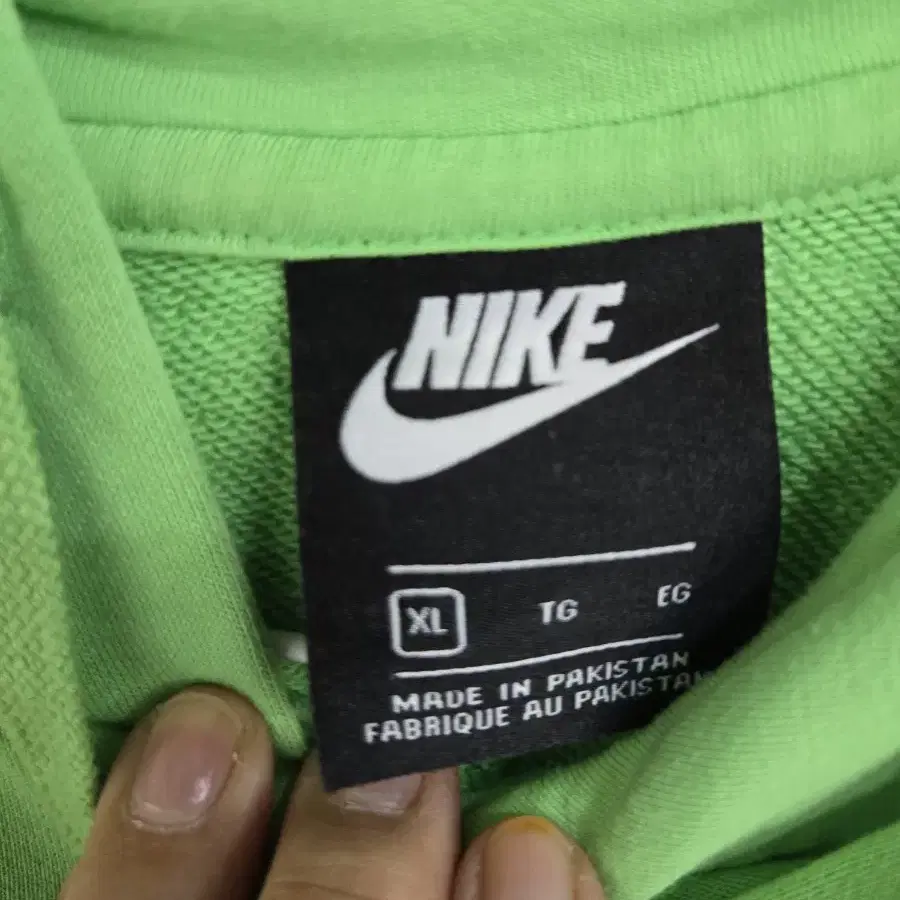 NIKE
XL TG EG
MADE IN PAKISTAN
FABRIQUE AU PAKISTAN